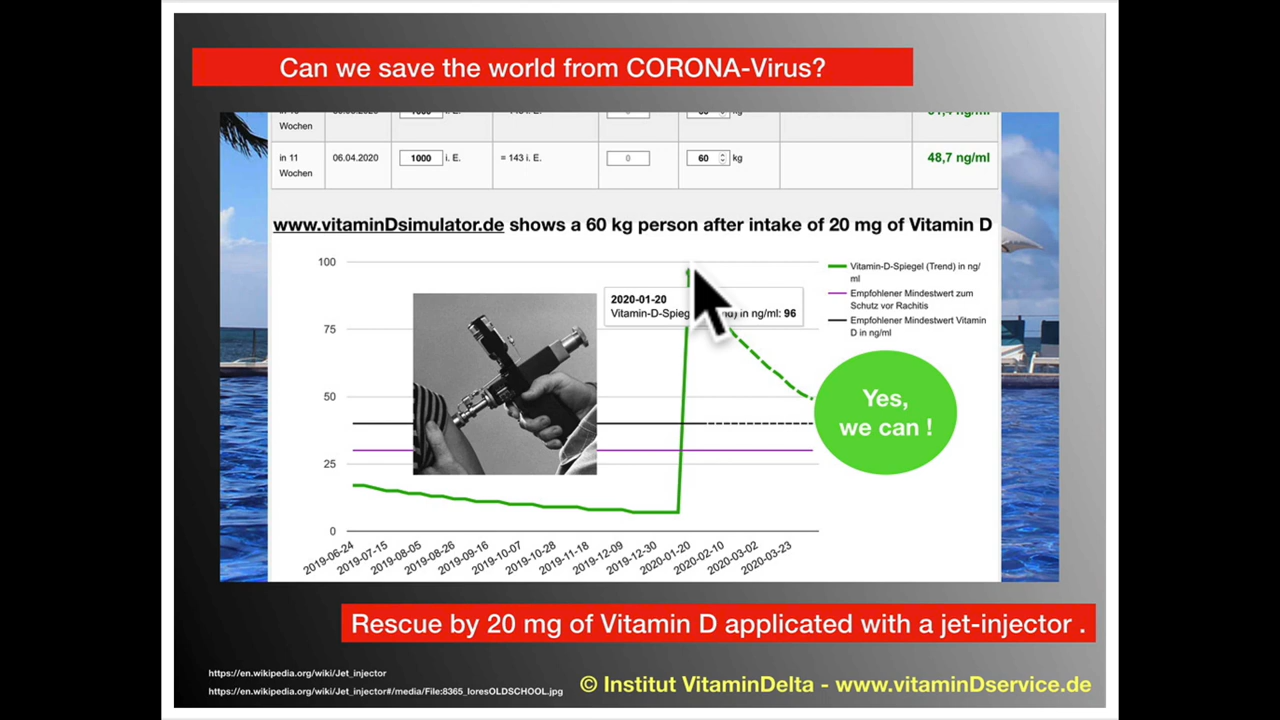 Can we save the world from CORONA-Virus?
Wochen
in 11 06.04.2020 1000 i. E. = 143 i. E. 0 60 kg 48,7 ng/ml
Wochen
www.vitaminDsimulator.de shows a 60 kg person after intake of 20 mg of Vitamin D
100
75
50
25
0
2020-01-20
Vitamin-D-Spieg d) in ng/ml: 96
Vitamin-D-Spiegel (Trend) in ng/
ml
Empfohlener Mindestwert zum
Schutz vor Rachitis
Empfohlener Mindestwert Vitamin
D in ng/ml
Yes,
we can !
2019-06-24
2019-07-15
2019-08-05
2019-08-26
2019-09-16
2019-10-07
2019-10-28
2019-11-18
2019-12-09
2019-12-30
2020-01-20
2020-02-10
2020-03-02
2020-03-23
Rescue by 20 mg of Vitamin D applicated with a jet-injector .
https://en.wikipedia.org/wiki/Jet_injector
https://en.wikipedia.org/wiki/Jet_injector#/media/File:8365_loresOLDSCHOOL.jpg
© Institut VitaminDelta - www.vitaminDservice.de